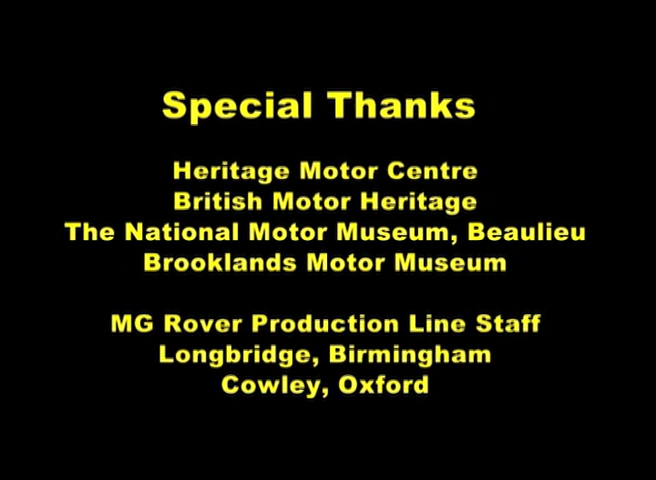 Special Thanks
Heritage Motor Centre
British Motor Heritage
The National Motor Museum, Beaulieu
Brooklands Motor Museum
MG Rover Production Line Staff
Longbridge, Birmingham
Cowley, Oxford